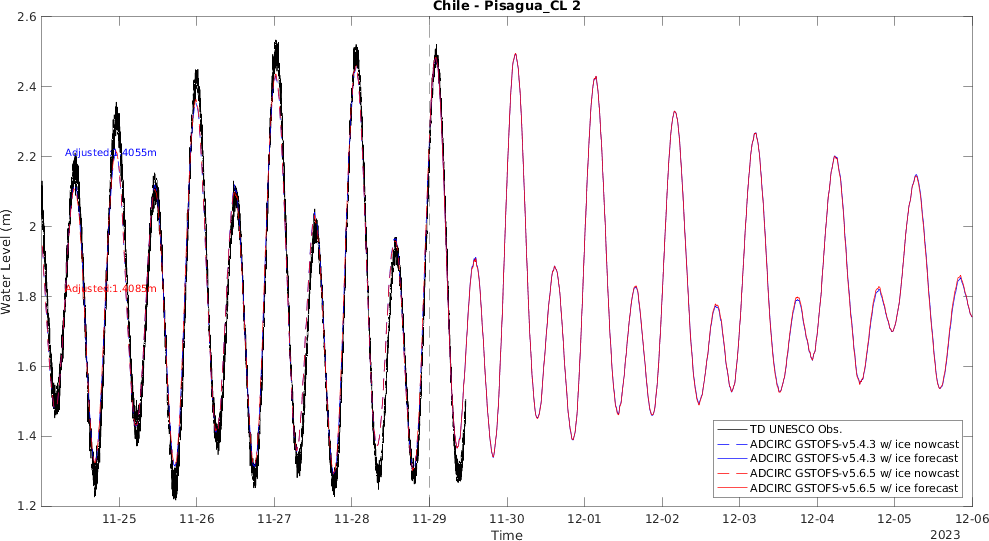 Chile - Pisagua_CL 2
2.6
2.4
2.2
2
1.8
1.6
1.4
1.2
Water Level (m)
Adjusted:1.4055m
Adjusted:1.4085m
TD UNESCO Obs.
ADCIRC GSTOFS-v5.4.3 w/ ice nowcast
ADCIRC GSTOFS-v5.4.3 w/ ice forecast
ADCIRC GSTOFS-v5.6.5 w/ ice nowcast
ADCIRC GSTOFS-v5.6.5 w/ ice forecast
11-25 11-26 11-27 11-28 11-29 11-30 12-01 12-02 12-03 12-04 12-05 12-06
Time
2023